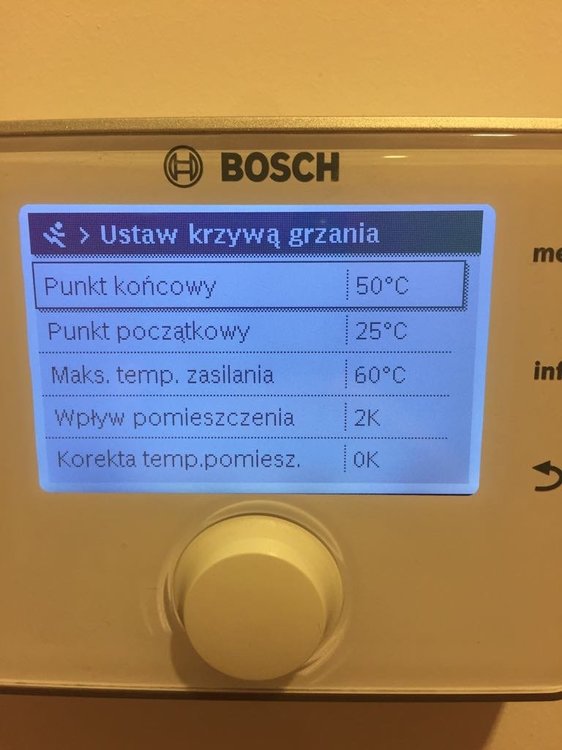 BOSCH
> Ustaw krzywą grzania
Punkt końcowy 50°C
Punkt początkowy 25°C
Maks. temp. zasilania 60°C
Wpływ pomieszczenia 2K
Korekta temp.pomiesz. 0K